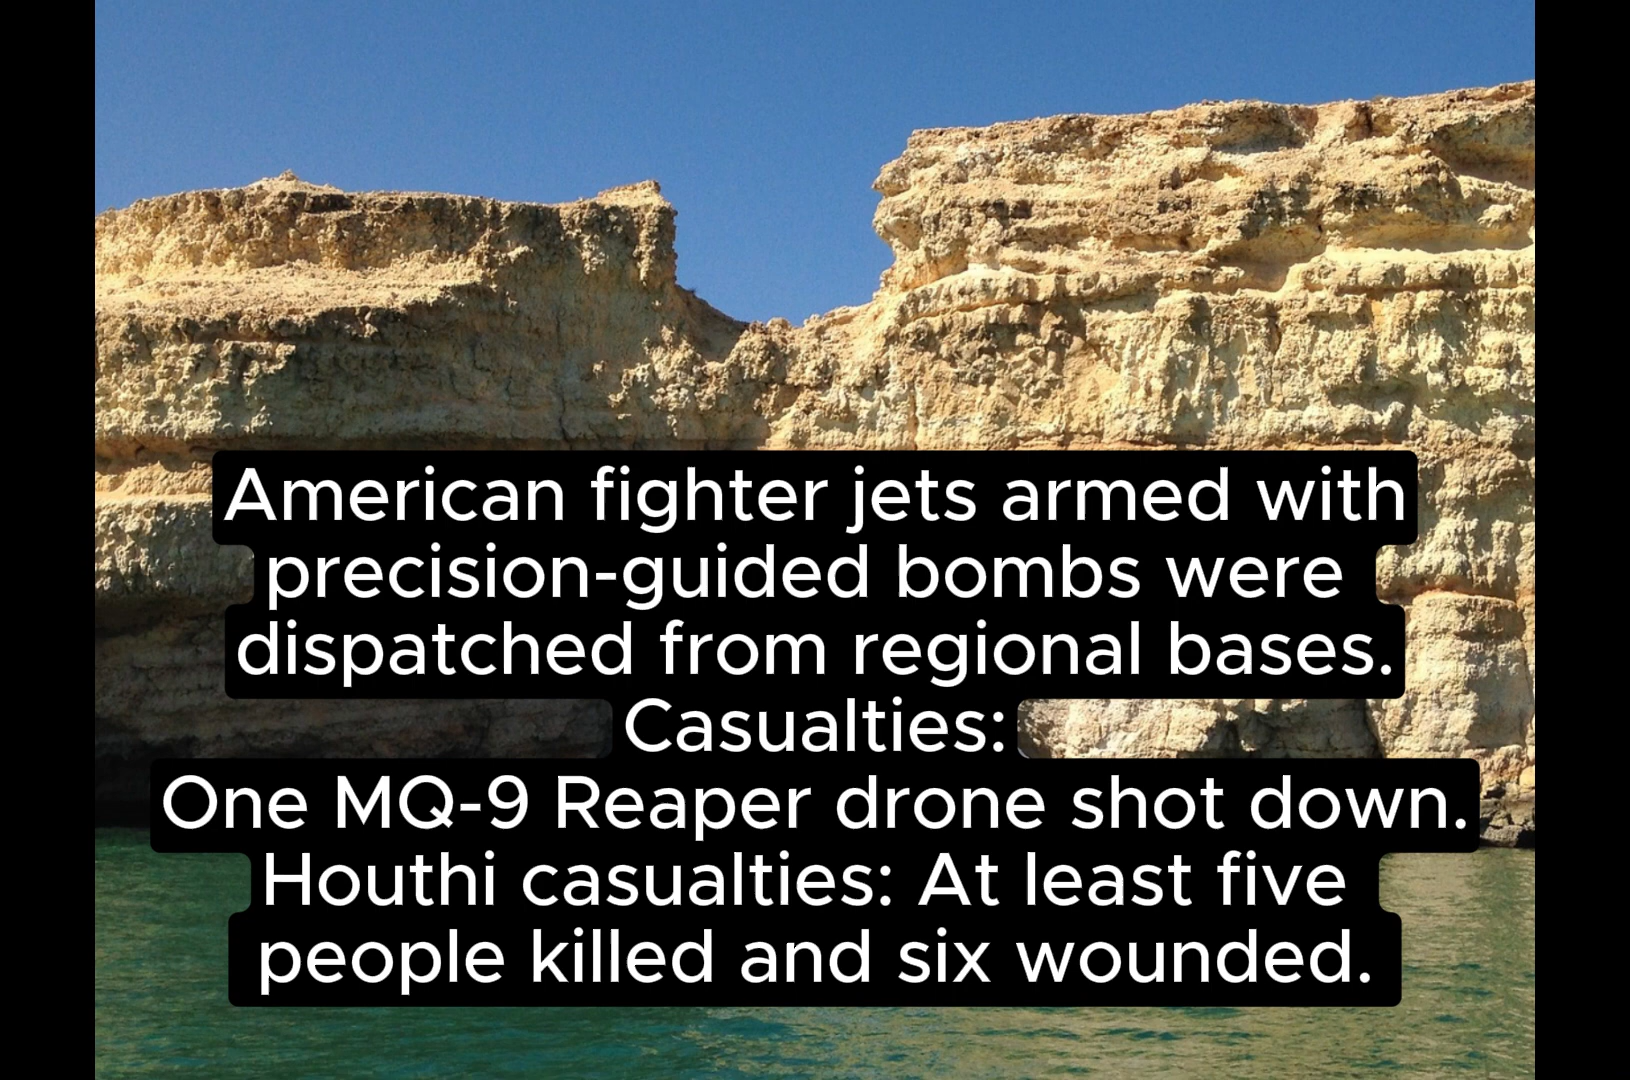 American fighter jets armed with
precision-guided bombs were
dispatched from regional bases.
Casualties:
One MQ-9 Reaper drone shot down.
Houthi casualties: At least five
people killed and six wounded.